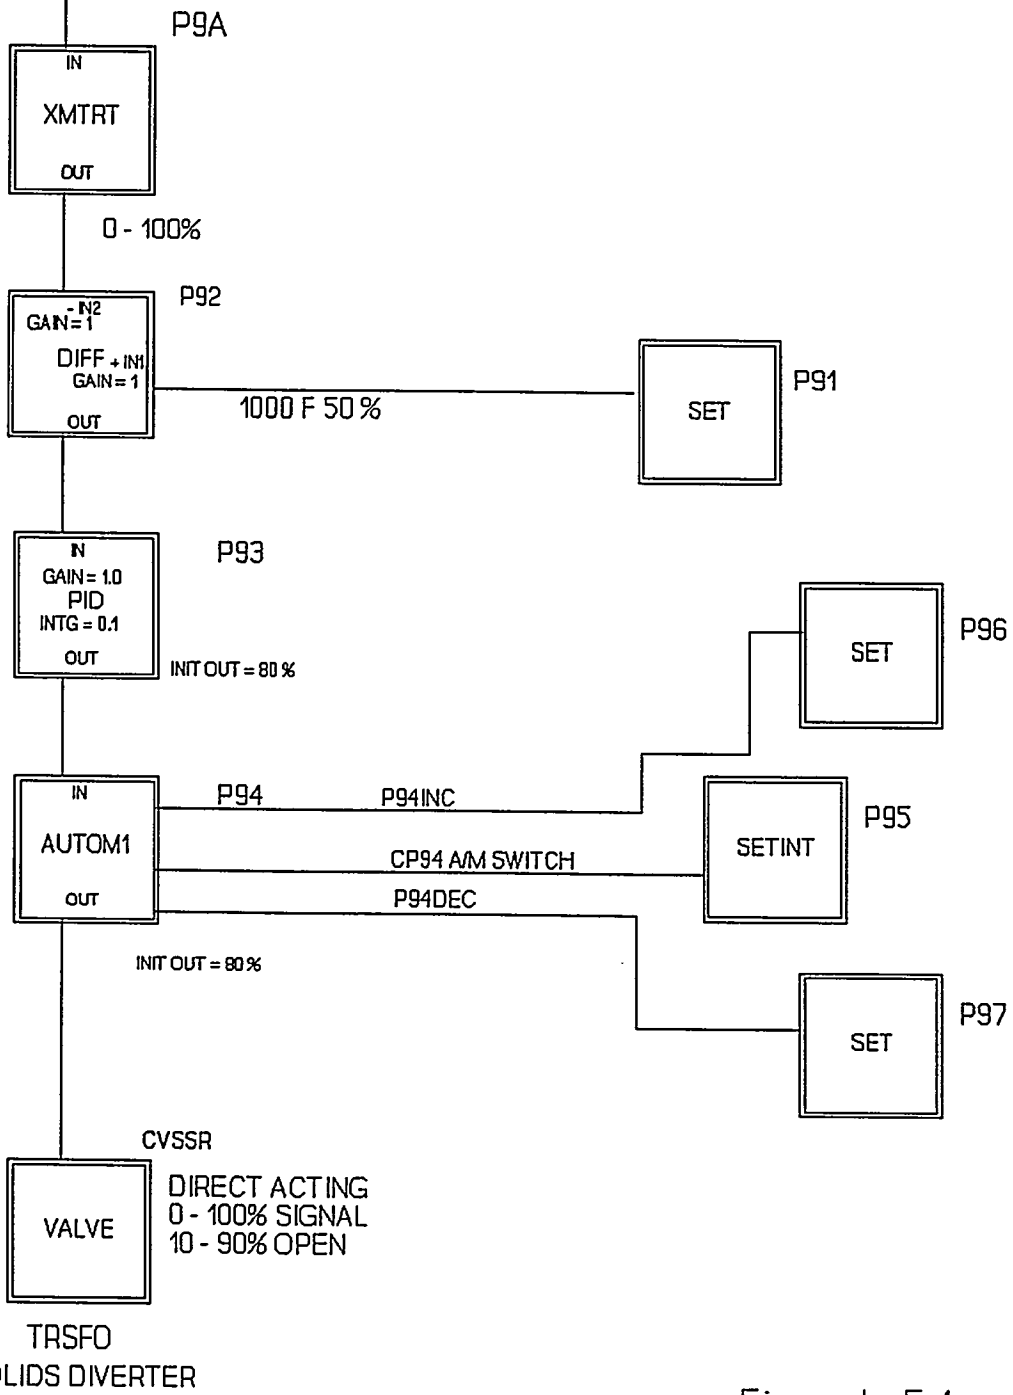 P9A
IN
XMTRT
OUT
0 - 100%
P92
- IN2
GAIN = 1
DIFF + IN1
GAIN = 1
OUT
1000 F 50 %
SET
P91
IN
GAIN = 1.0
PID
INTG = 0.1
OUT
P93
INIT OUT = 80 %
SET
P96
IN
AUTOM1
OUT
P94
P94INC
CP94 A/M SWITCH
P94DEC
SETINT
P95
INIT OUT = 80 %
SET
P97
CVSSR
VALVE
DIRECT ACTING
0 - 100% SIGNAL
10 - 90% OPEN
TRSFO
OLIDS DIVERTER